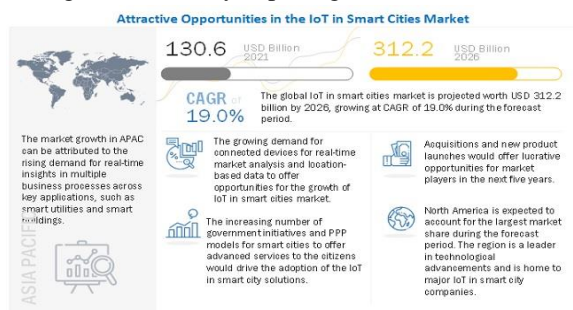 Attractive Opportunities in the IoT in Smart Cities Market
130.6
USD Billion
2021
312.2
USD Billion
2026
CAGR of
19.0%
The global IoT in smart cities market is projected worth USD 312.2
billion by 2026, growing at CAGR of 19.0% during the forecast
period.
The market growth in APAC
can be attributed to the
rising demand for real-time
insights in multiple
business processes across
key applications, such as
smart utilities and smart
buildings.
ASIA PACIFIC
The growing demand for
connected devices for real-time
market analysis and location-
based data to offer
opportunities for the growth of
IoT in smart cities market.
The increasing number of
government initiatives and PPP
models for smart cities to offer
advanced services to the citizens
would drive the adoption of the IoT
in smart city solutions.
Acquisitions and new product
launches would offer lucrative
opportunities for market
players in the next five years.
North America is expected to
account for the largest market
share during the forecast
period. The region is a leader
in technological
advancements and is home to
major IoT in smart city
companies.